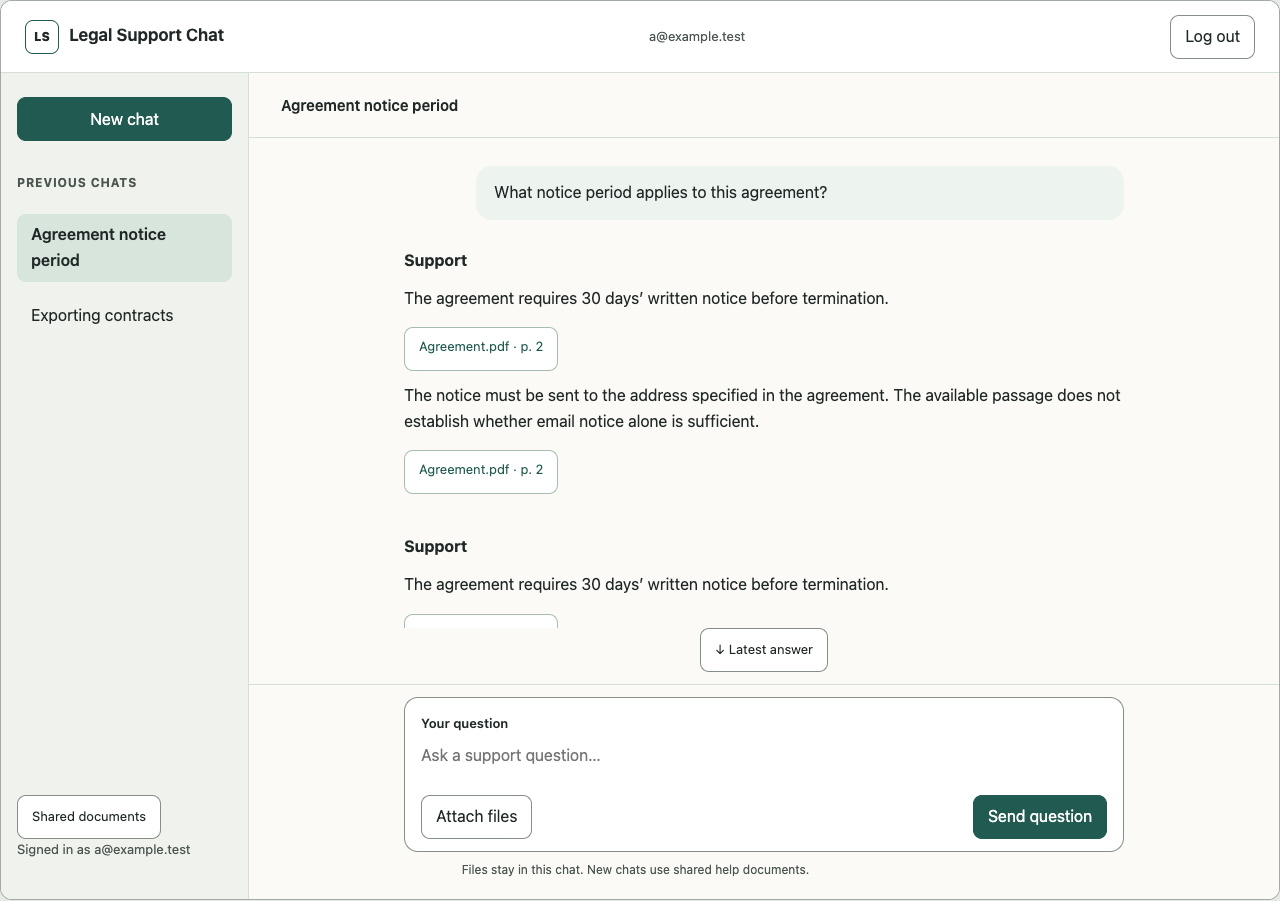 LS
Legal Support Chat
a@example.test
Log out
New chat
PREVIOUS CHATS
Agreement notice
period
Exporting contracts
Shared documents
Signed in as a@example.test
Agreement notice period
What notice period applies to this agreement?
Support
The agreement requires 30 days’ written notice before termination.
Agreement.pdf · p. 2
The notice must be sent to the address specified in the agreement. The available passage does not
establish whether email notice alone is sufficient.
Agreement.pdf · p. 2
Support
The agreement requires 30 days’ written notice before termination.
↓ Latest answer
Your question
Ask a support question...
Attach files
Send question
Files stay in this chat. New chats use shared help documents.